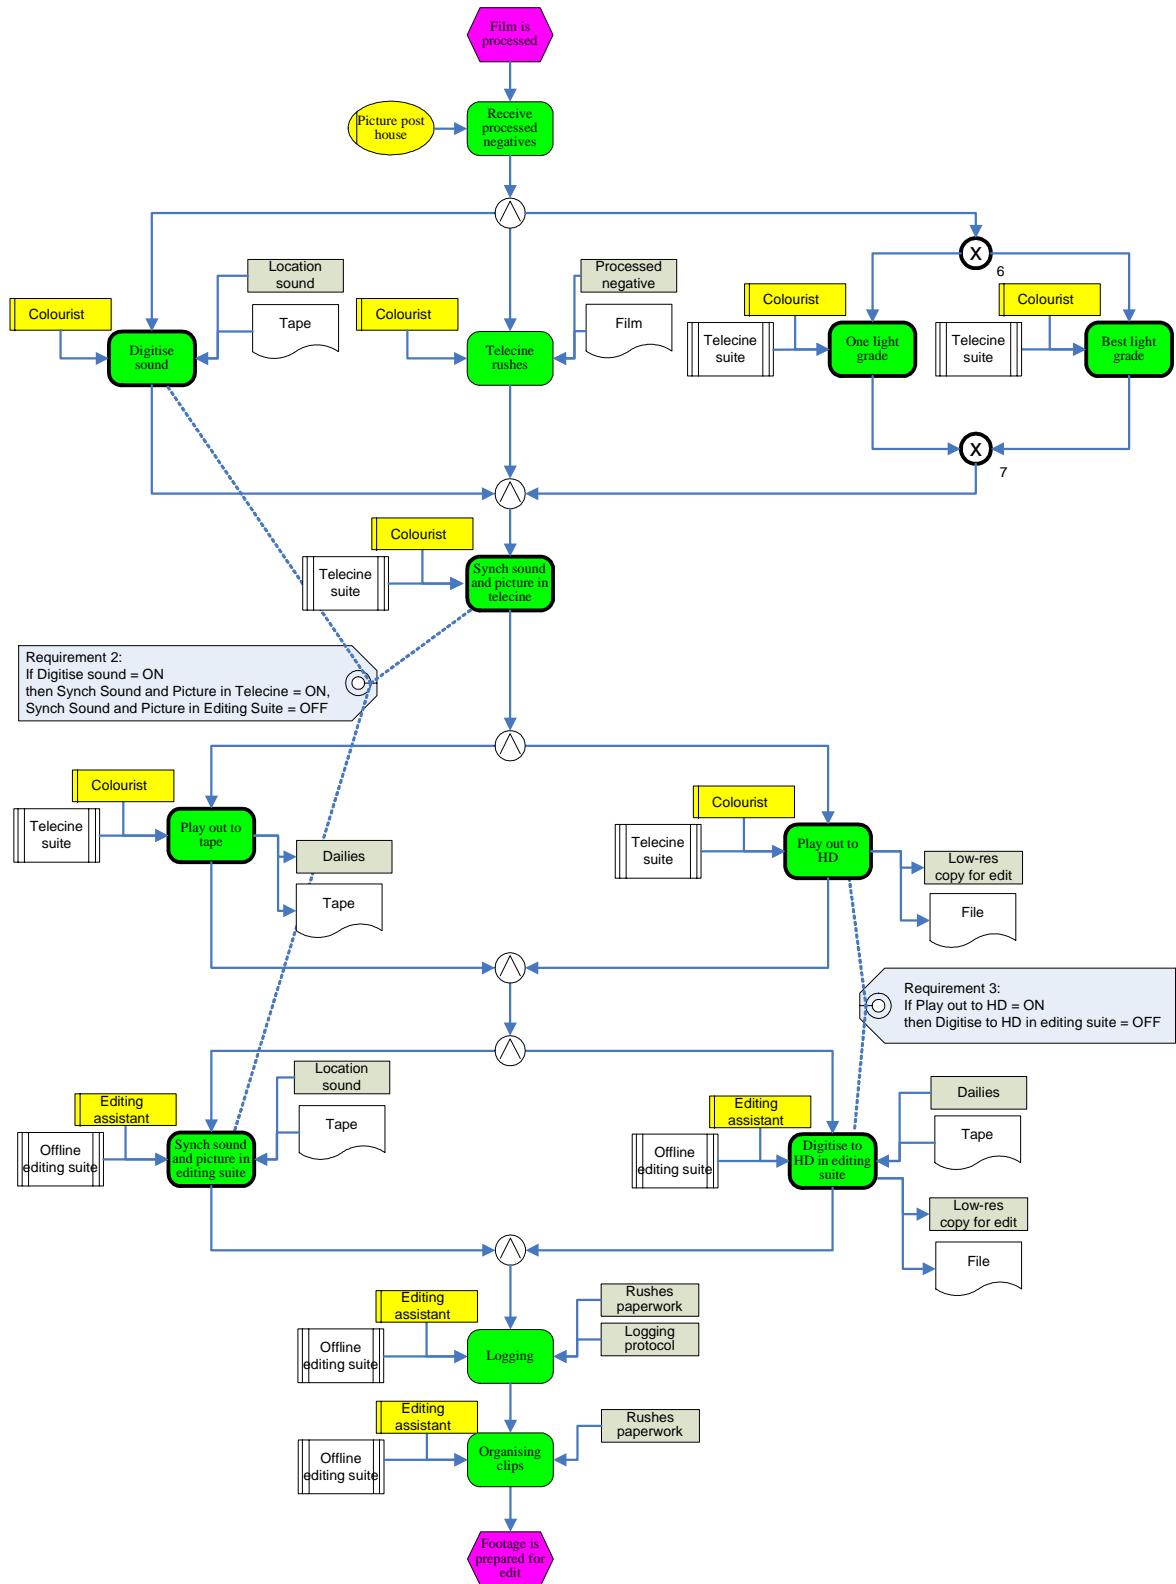 Film is
processed
Picture post
house
Receive
processed
negatives
X
6
Location
sound
Processed
negative
Colourist
Tape
Digitise
sound
Colourist
Film
Telecine
rushes
Colourist
Telecine
suite
One light
grade
Colourist
Telecine
suite
Best light
grade
X
7
Colourist
Telecine
suite
Synch sound
and picture in
telecine
Requirement 2:
If Digitise sound = ON
then Synch Sound and Picture in Telecine = ON,
Synch Sound and Picture in Editing Suite = OFF
Colourist
Telecine
suite
Play out to
tape
Dailies
Tape
Colourist
Telecine
suite
Play out to
HD
Low-res
copy for edit
File
Requirement 3:
If Play out to HD = ON
then Digitise to HD in editing suite = OFF
Location
sound
Editing
assistant
Tape
Offline
editing suite
Synch sound
and picture in
editing suite
Editing
assistant
Offline
editing suite
Digitise to
HD in editing
suite
Dailies
Tape
Low-res
copy for edit
File
Editing
assistant
Offline
editing suite
Logging
Rushes
paperwork
Logging
protocol
Editing
assistant
Offline
editing suite
Organising
clips
Rushes
paperwork
Footage is
prepared for
edit